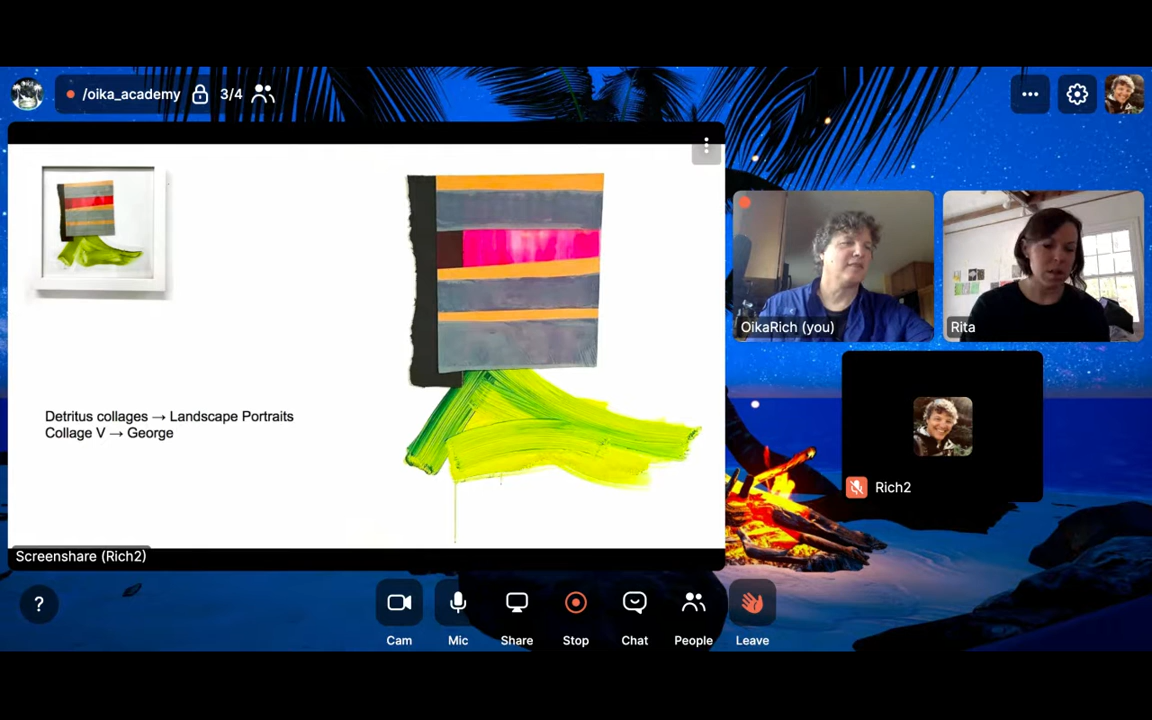 /oika_academy 3/4
Detritus collages → Landscape Portraits
Collage V → George
Screenshare (Rich2)
OikaRich (you)
Rita
Rich2
?
Cam
Mic
Share
Stop
Chat
People
Leave